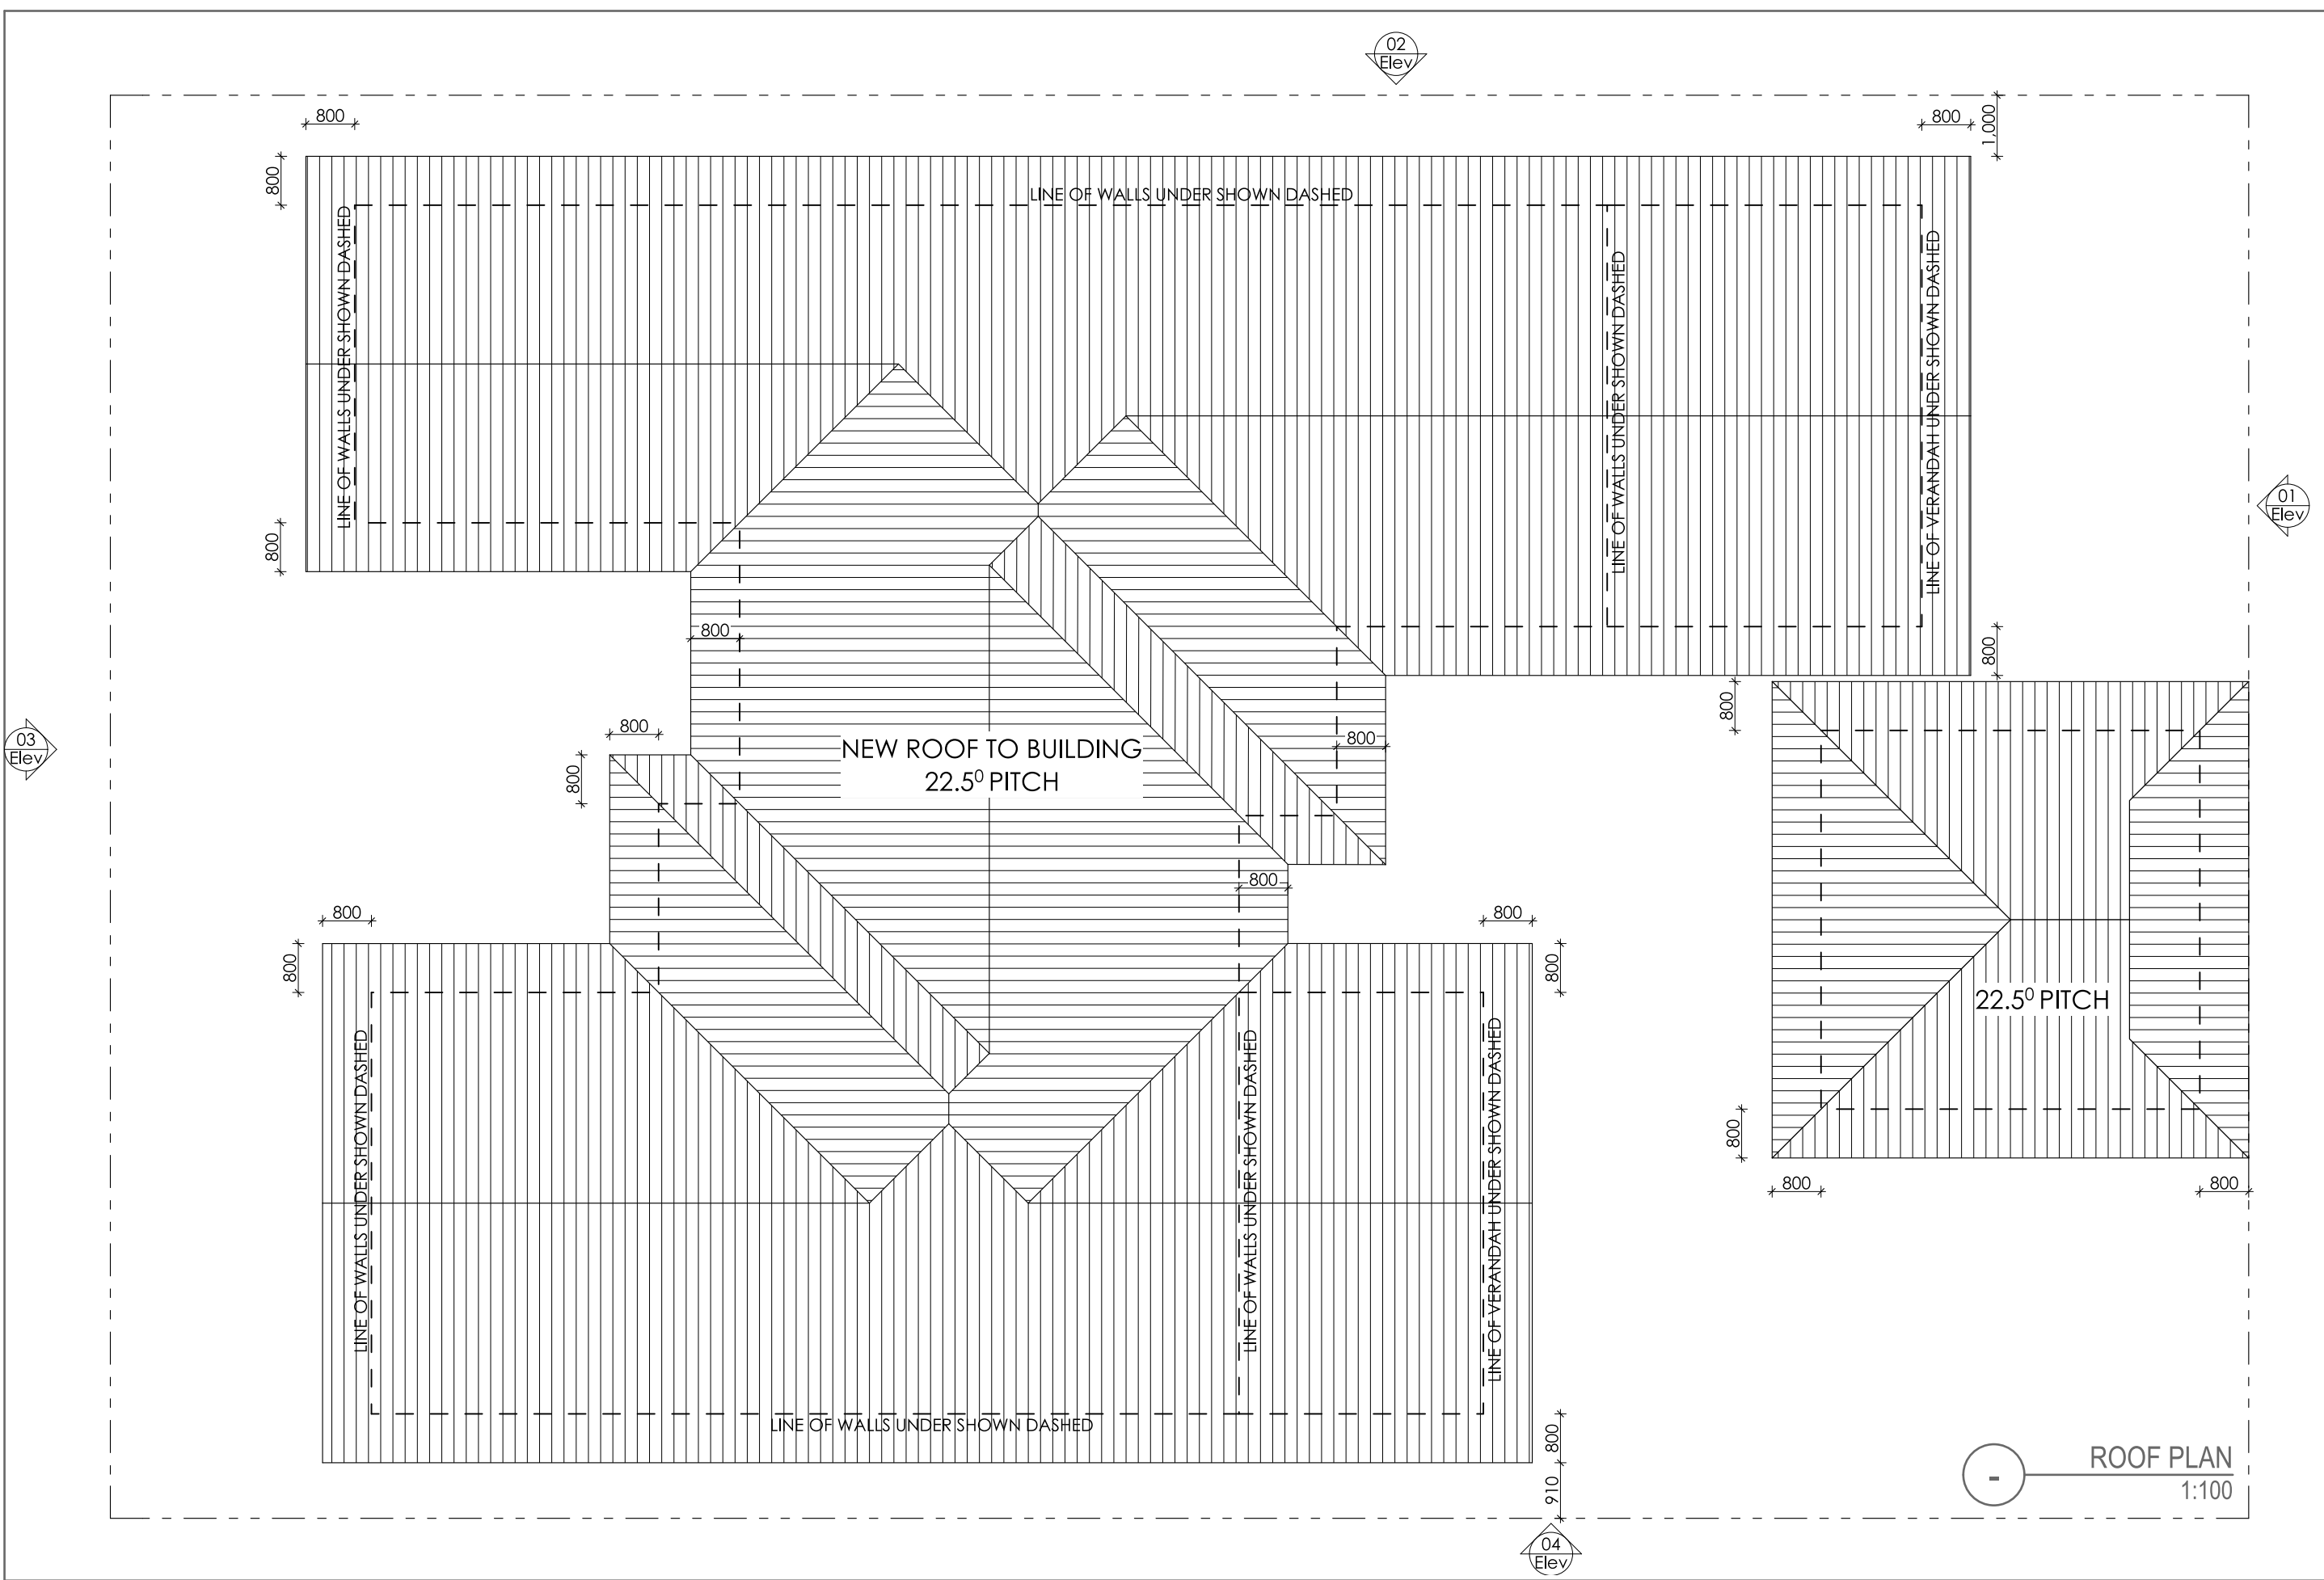 02
Elev
800
800
1,000
800
LINE OF WALLS UNDER SHOWN DASHED
LINE OF WALLS UNDER SHOWN DASHED
LINE OF WALLS UNDER SHOWN DASHED
LINE OF VERANDAH UNDER SHOWN DASHED
01
Elev
800
800
800
800
03
Elev
800
800
NEW ROOF TO BUILDING
22.5⁰ PITCH
800
800
800
800
800
800
22.5⁰ PITCH
LINE OF WALLS UNDER SHOWN DASHED
LINE OF WALLS UNDER SHOWN DASHED
LINE OF VERANDAH UNDER SHOWN DASHED
800
800
800
LINE OF WALLS UNDER SHOWN DASHED
800
910
-
ROOF PLAN
1:100
04
Elev